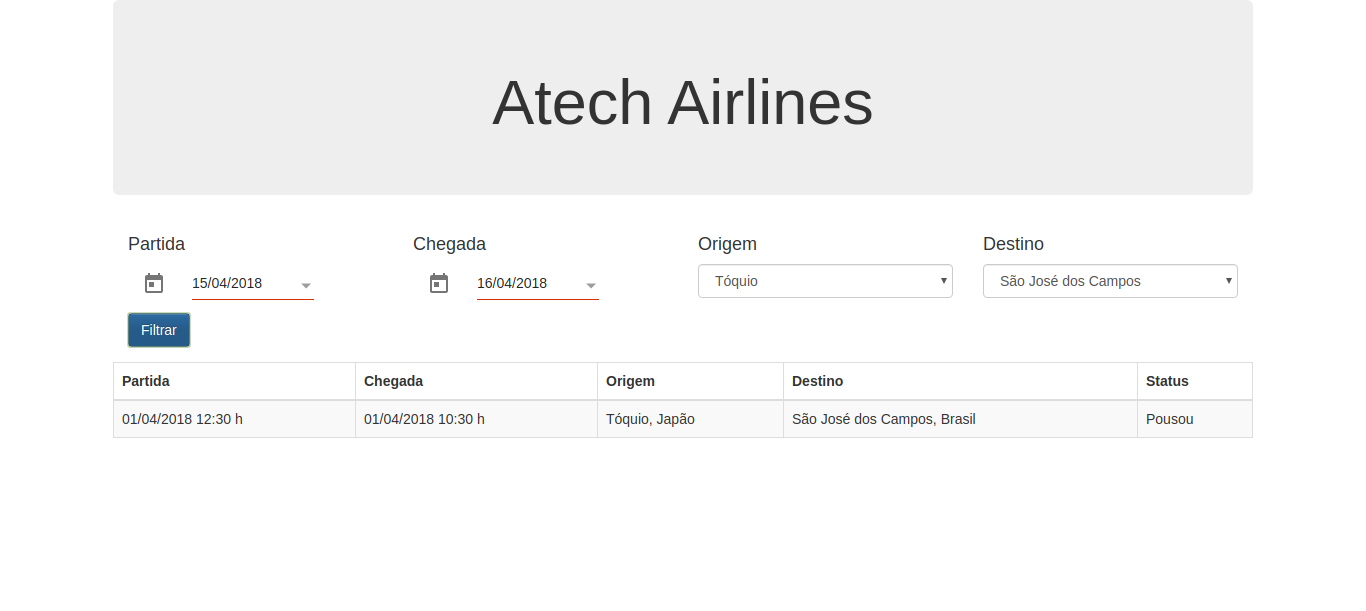 Atech Airlines
Partida Chegada Origem Destino
15/04/2018 16/04/2018 Tóquio São José dos Campos
Filtrar
Partida Chegada Origem Destino Status
01/04/2018 12:30 h 01/04/2018 10:30 h Tóquio, Japão São José dos Campos, Brasil Pousou